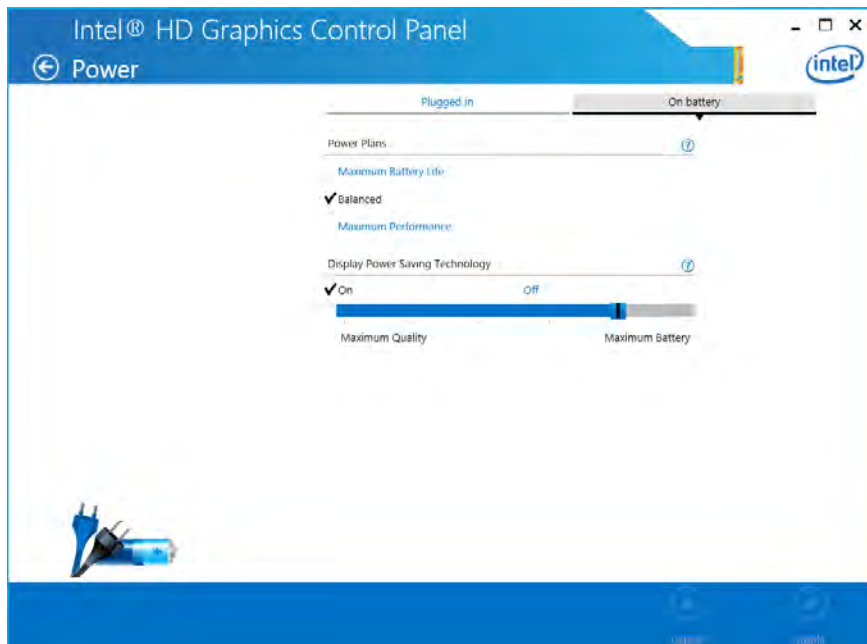 Intel® HD Graphics Control Panel
Power
intel
Plugged in
On battery
Power Plans
?
Maximum Battery Life
Balanced
Maximum Performance
Display Power Saving Technology
?
On
Off
Maximum Quality
Maximum Battery